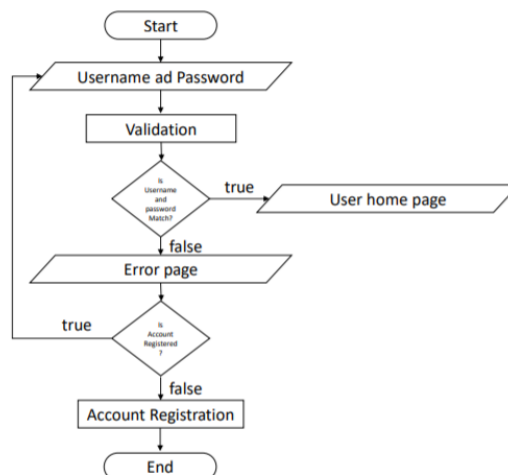 Start
Username ad Password
Validation
Is
Username
and
password
Match?
true
User home page
false
Error page
Is
Account
Registered
?
true
false
Account Registration
End